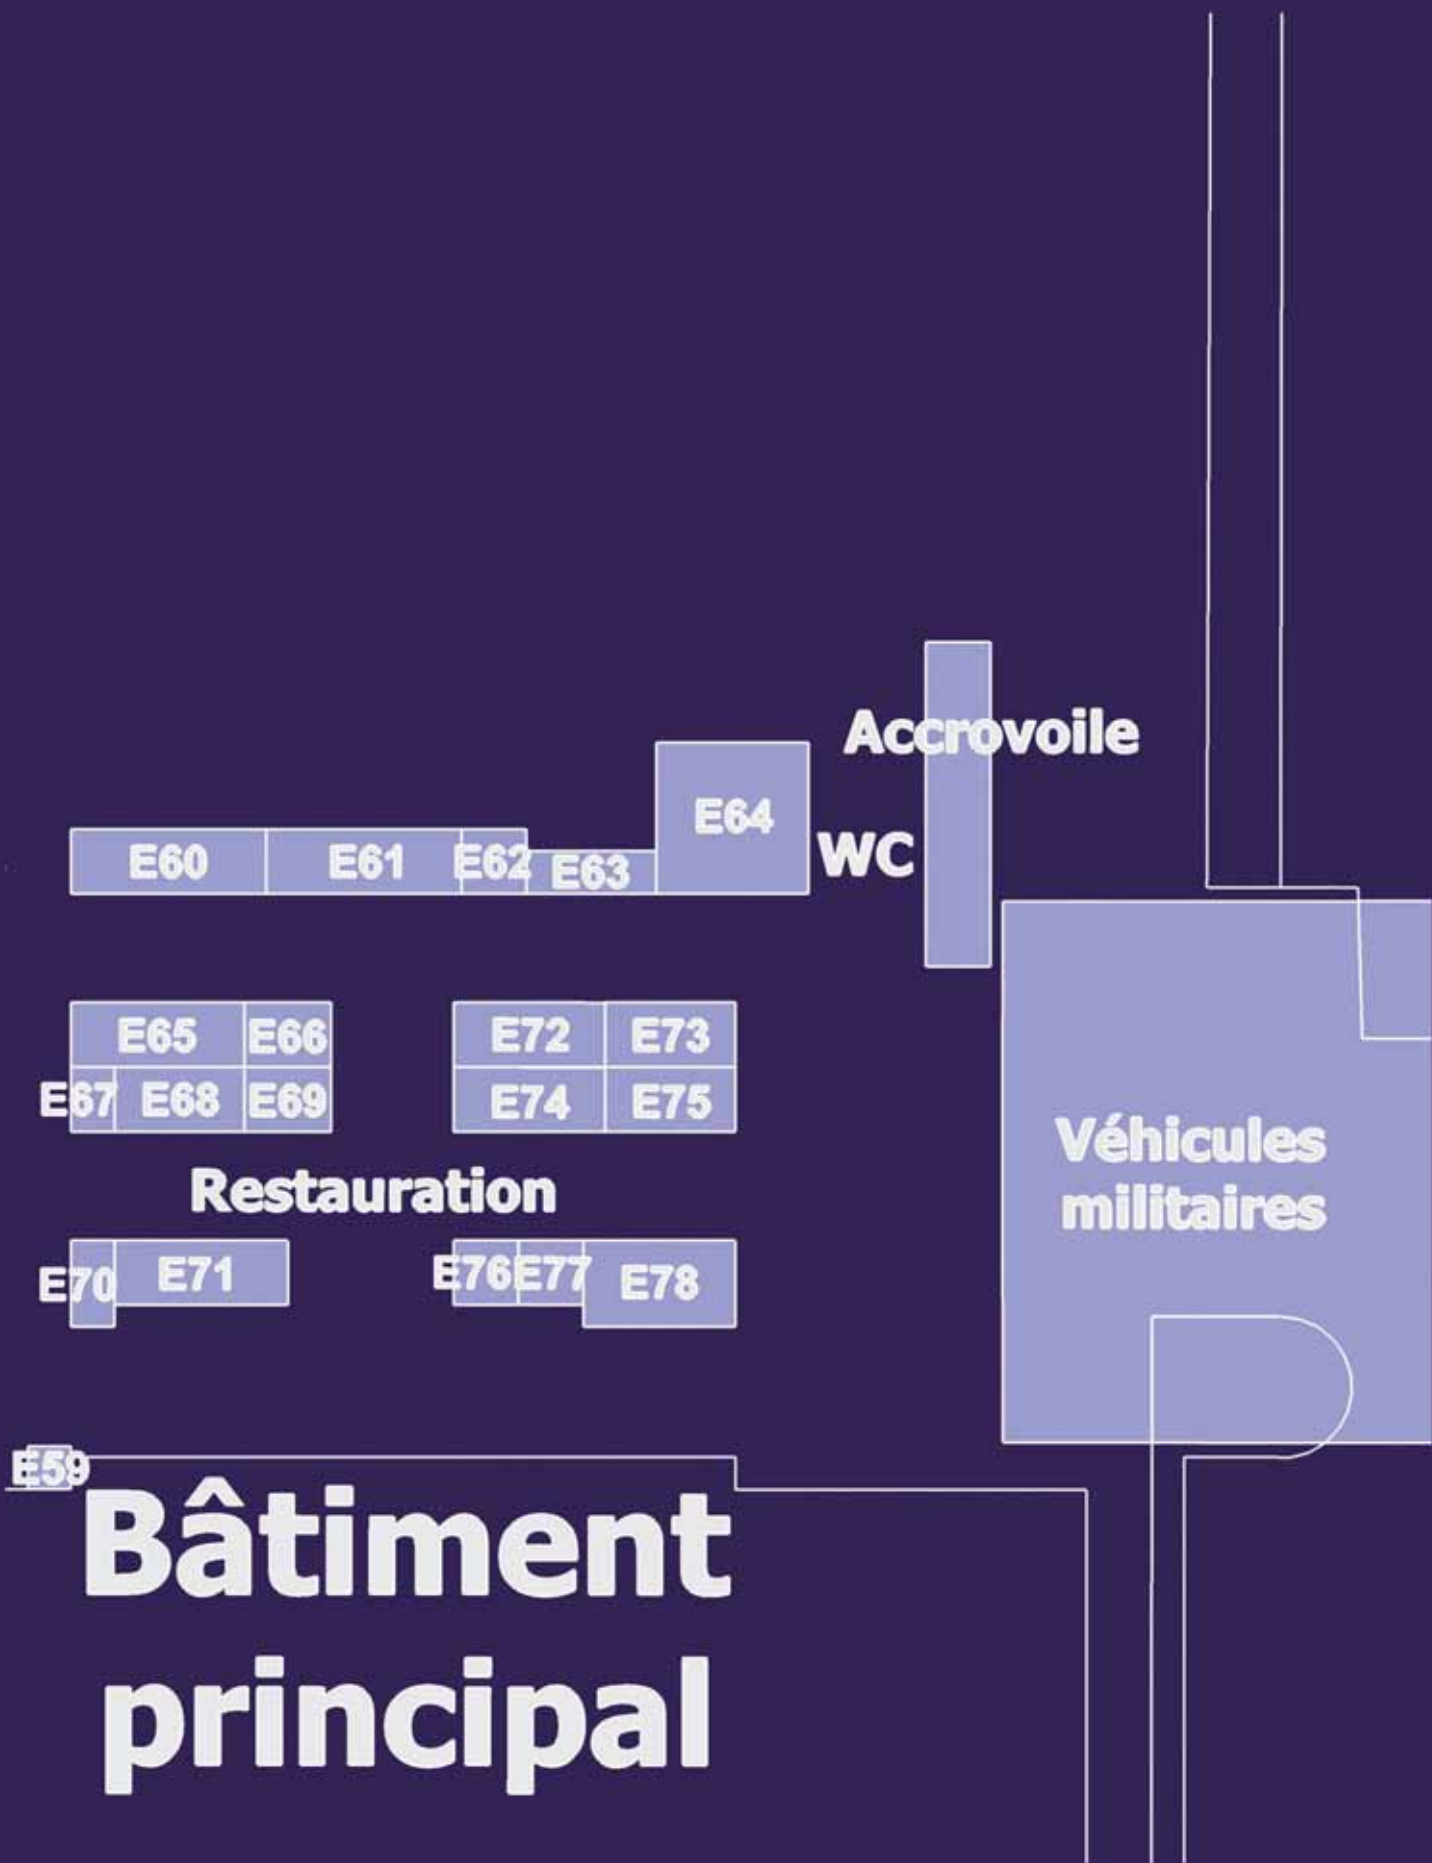 Accrovoile
E64
WC
E60 E61 E62 E63
E65 E66 E72 E73
E67 E68 E69 E74 E75
Véhicules
militaires
Restauration
E70 E71 E76 E77 E78
E59
Bâtiment
principal